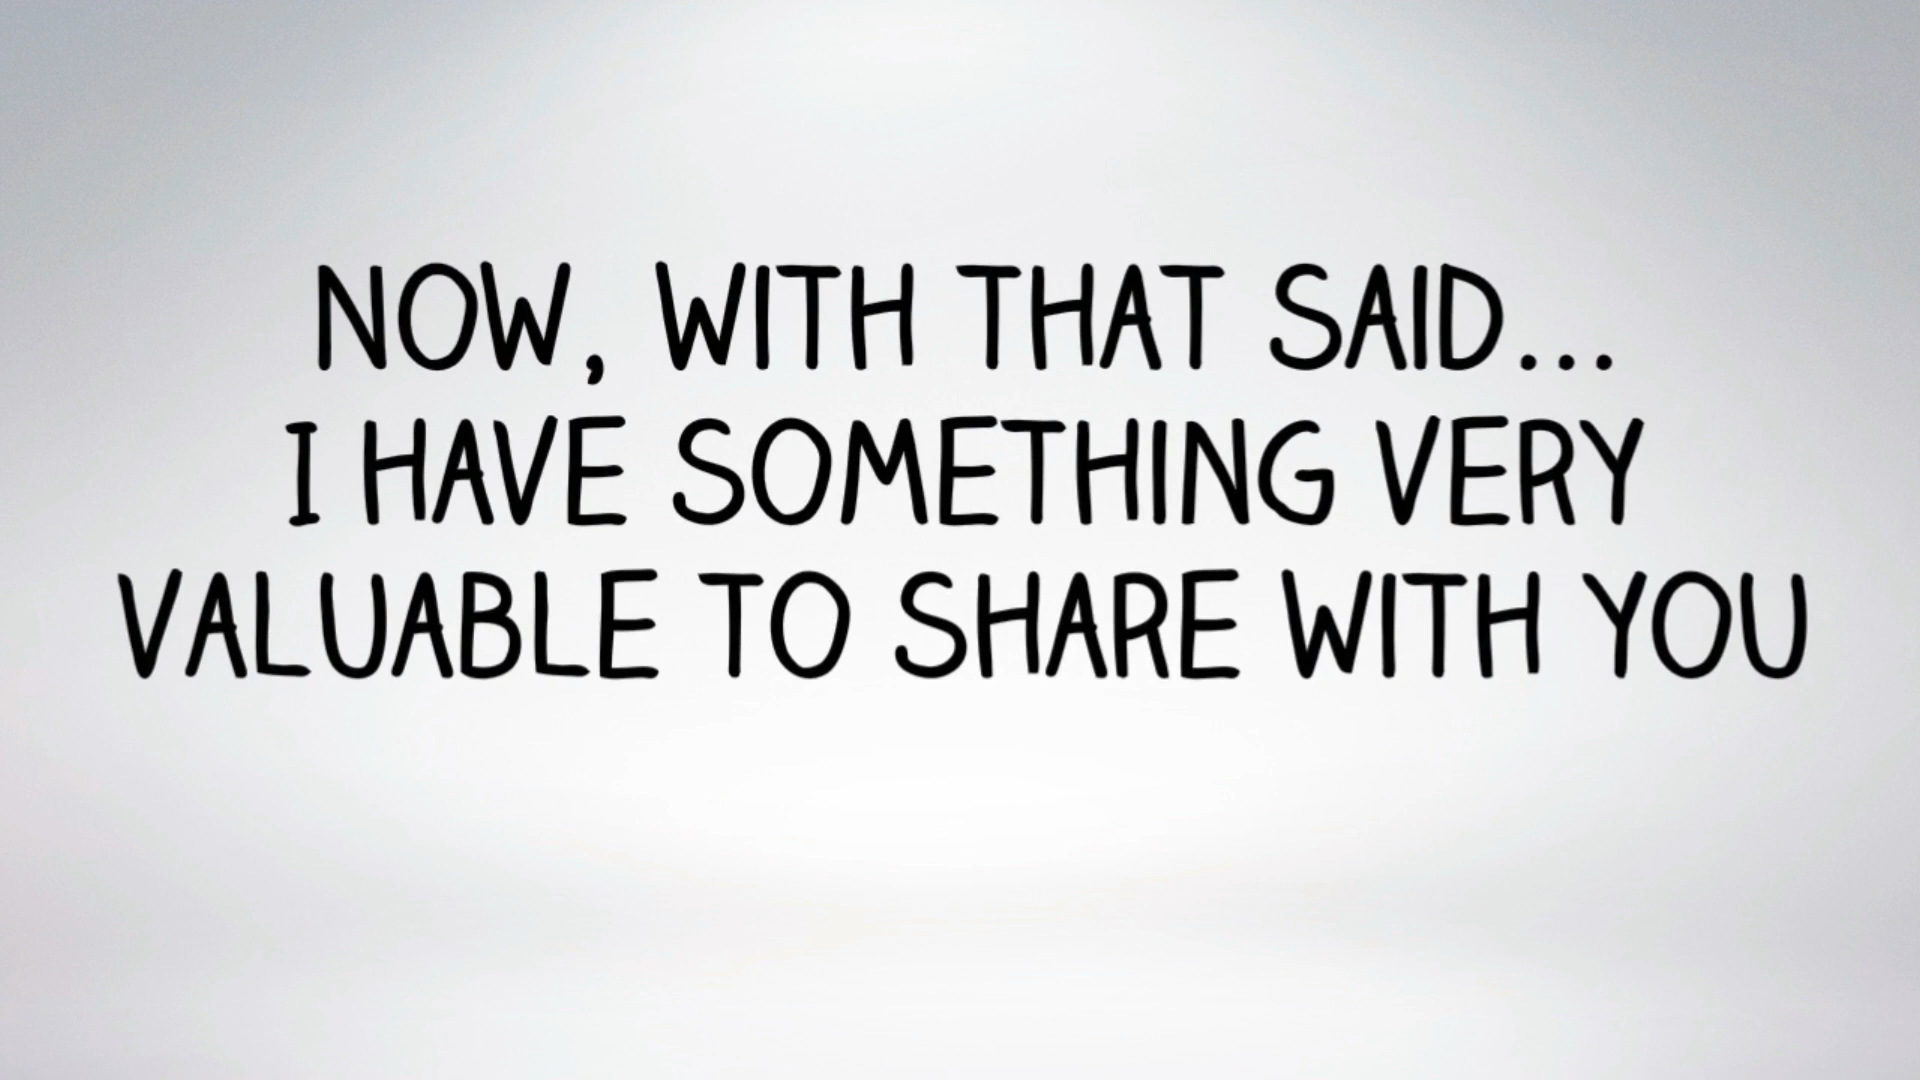 NOW, WITH THAT SAID...
I HAVE SOMETHING VERY
VALUABLE TO SHARE WITH YOU